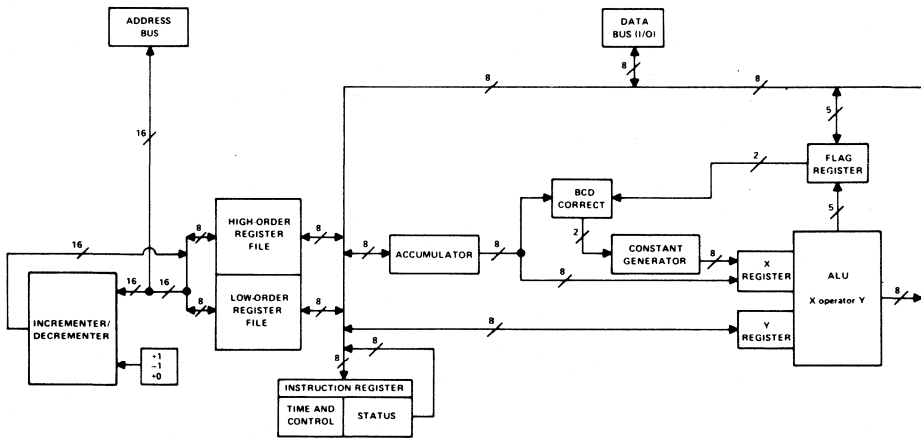 ADDRESS
BUS
DATA
BUS (I/O)
8
8
8
16
5
2
FLAG
REGISTER
BCD
CORRECT
5
HIGH-ORDER
REGISTER
FILE
8
8
16
8
ACCUMULATOR
8
2
CONSTANT
GENERATOR
8
X
REGISTER
ALU
X operator Y
8
8
16
16
LOW-ORDER
REGISTER
FILE
8
8
INCREMENTER/
DECREMENTER
8
Y
REGISTER
+1
−1
+0
8
8
INSTRUCTION REGISTER
TIME AND
CONTROL
STATUS